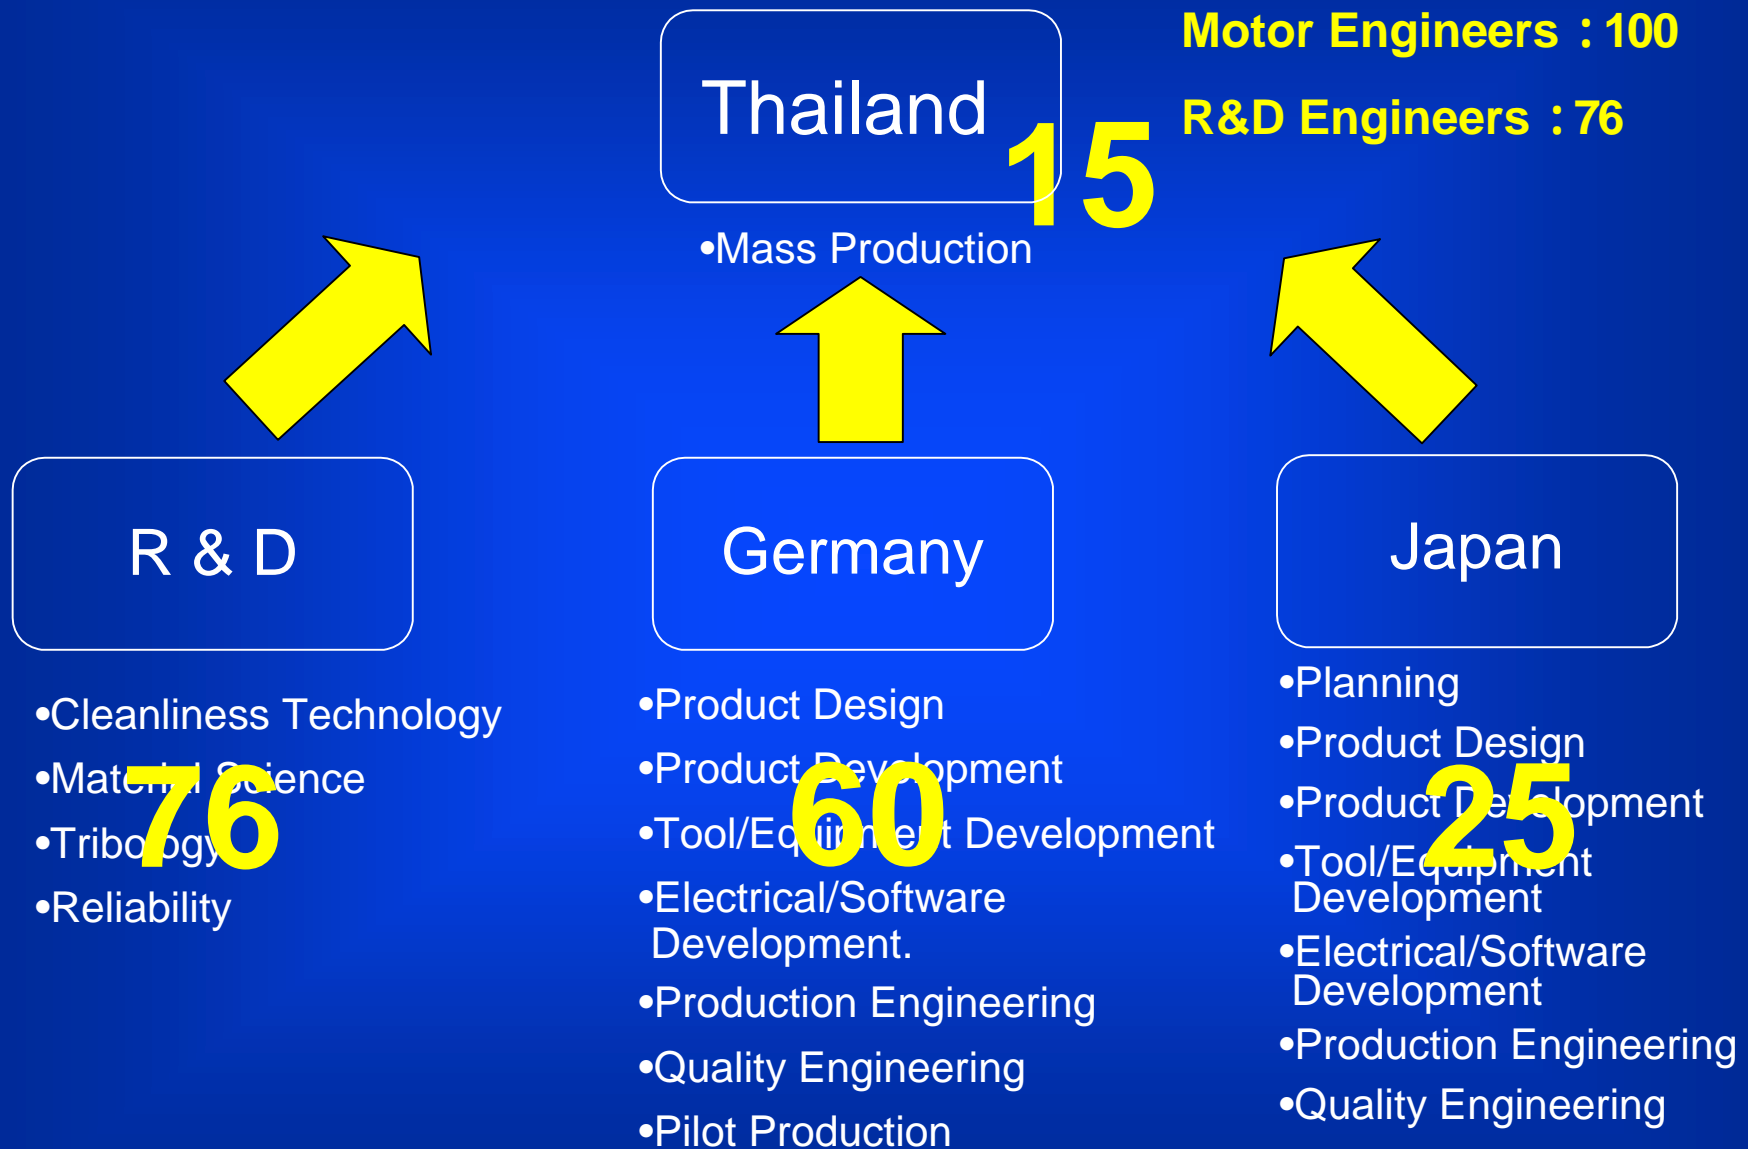 Motor Engineers : 100
R&D Engineers : 76
Thailand
15
•Mass Production
R & D
•Cleanliness Technology
•Material Science
•Tribology
•Reliability
76
Germany
•Product Design
•Product Development
•Tool/Equipment Development
•Electrical/Software
Development.
•Production Engineering
•Quality Engineering
•Pilot Production
60
Japan
•Planning
•Product Design
•Product Development
•Tool/Equipment
Development
•Electrical/Software
Development
•Production Engineering
•Quality Engineering
25